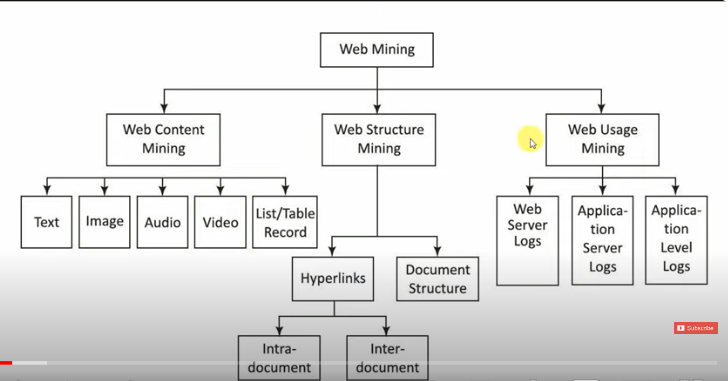 Web Mining
Web Content
Mining
Web Structure
Mining
Web Usage
Mining
Text
Image
Audio
Video
List/Table
Record
Web
Server
Logs
Applica-
tion
Server
Logs
Applica-
tion
Level
Logs
Hyperlinks
Document
Structure
Intra-
document
Inter-
document
Subscribe